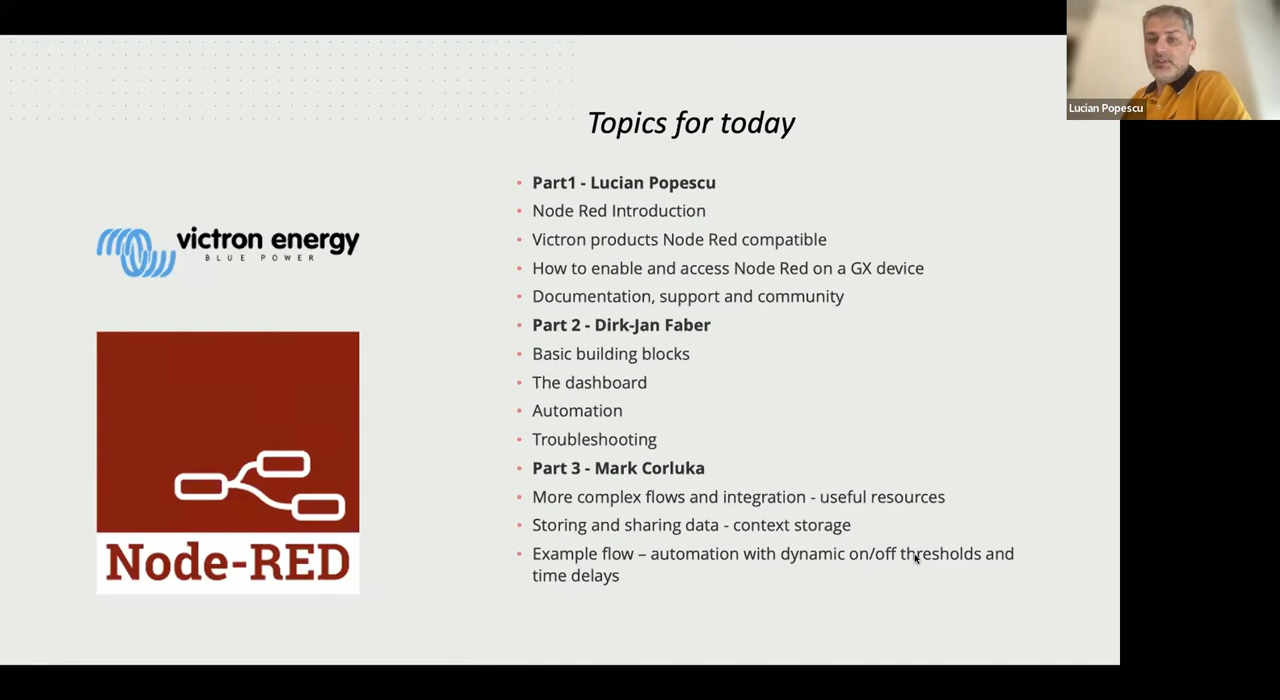 Lucian Popescu
Topics for today
victron energy
BLUE POWER
Node-RED
Part1 - Lucian Popescu
Node Red Introduction
Victron products Node Red compatible
How to enable and access Node Red on a GX device
Documentation, support and community
Part 2 - Dirk-Jan Faber
Basic building blocks
The dashboard
Automation
Troubleshooting
Part 3 - Mark Corluka
More complex flows and integration - useful resources
Storing and sharing data - context storage
Example flow – automation with dynamic on/off thresholds and
time delays